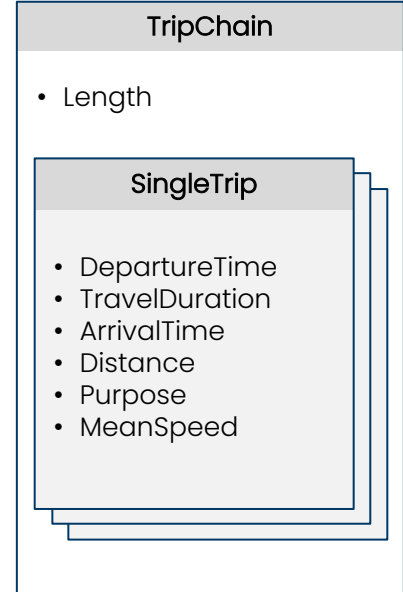 TripChain
• Length
SingleTrip
• DepartureTime
• TravelDuration
• ArrivalTime
• Distance
• Purpose
• MeanSpeed